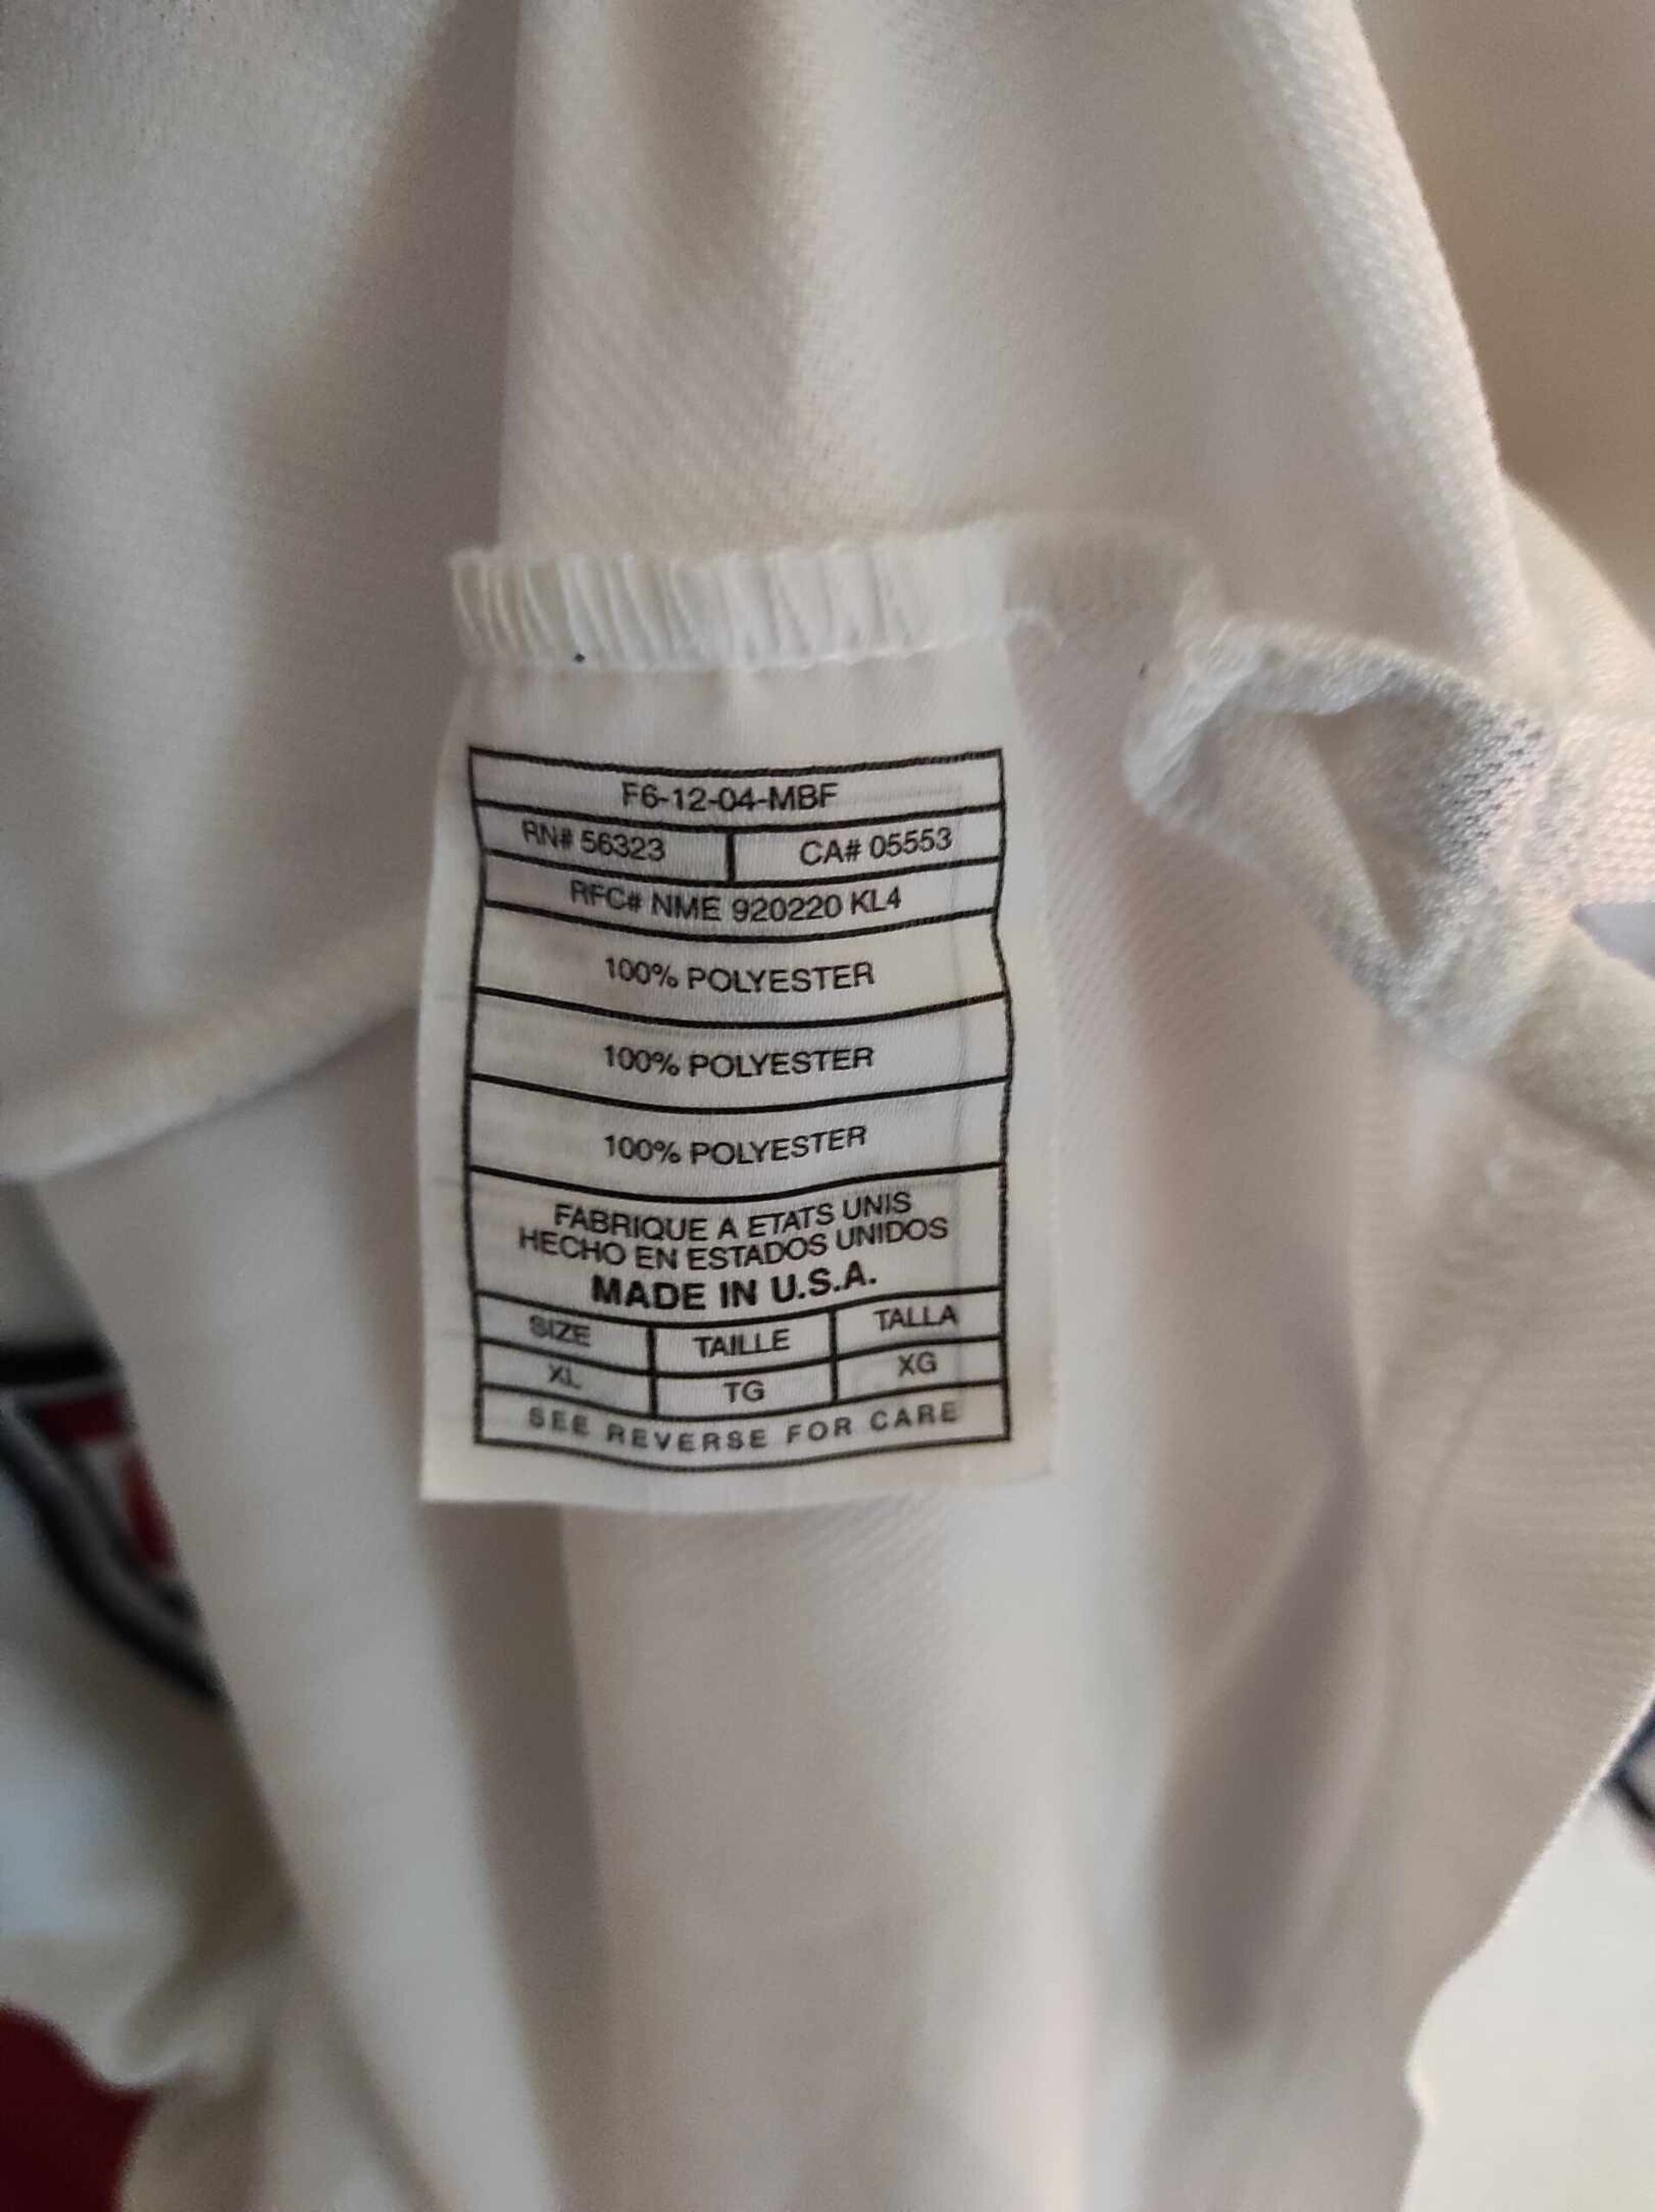 F6-12-04-MBF
RN# 56323 CA# 05553
RFC# NME 920220 KL4
100% POLYESTER
100% POLYESTER
100% POLYESTER
FABRIQUE A ETATS UNIS
HECHO EN ESTADOS UNIDOS
MADE IN U.S.A.
SIZE TAILLE TALLA
XL TG XG
SEE REVERSE FOR CARE